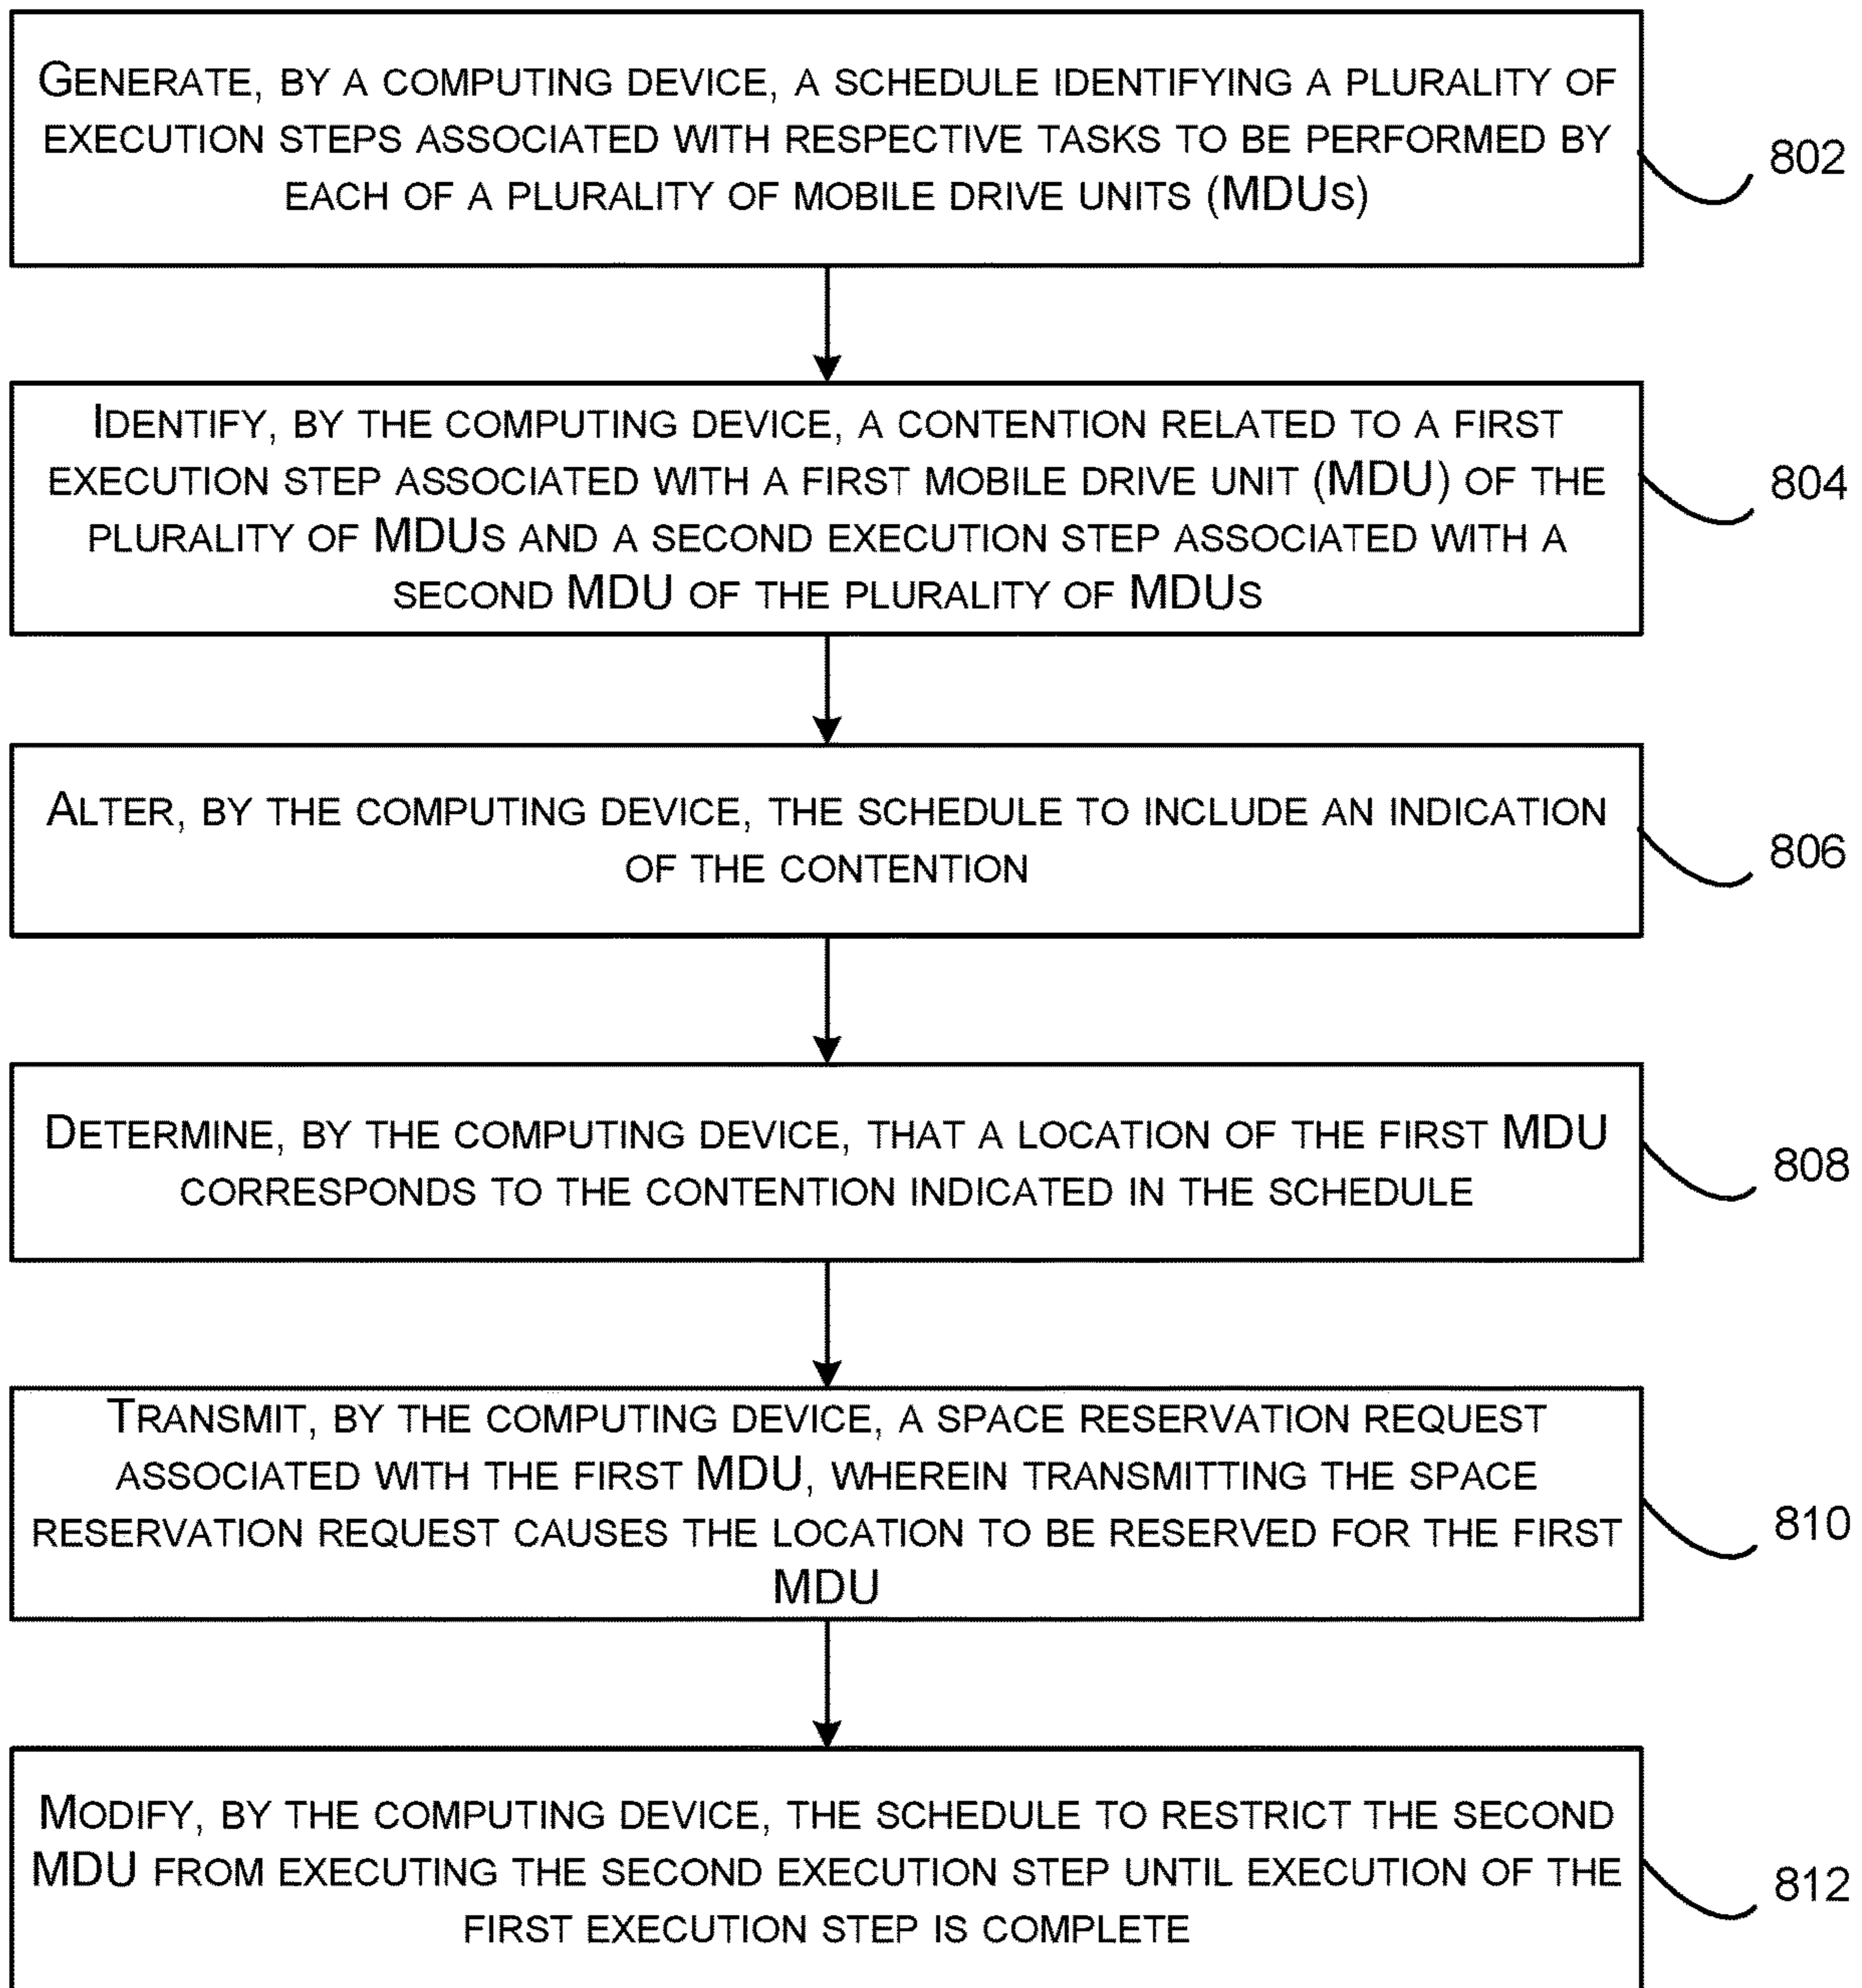 GENERATE, BY A COMPUTING DEVICE, A SCHEDULE IDENTIFYING A PLURALITY OF
EXECUTION STEPS ASSOCIATED WITH RESPECTIVE TASKS TO BE PERFORMED BY
EACH OF A PLURALITY OF MOBILE DRIVE UNITS (MDUS)
802
IDENTIFY, BY THE COMPUTING DEVICE, A CONTENTION RELATED TO A FIRST
EXECUTION STEP ASSOCIATED WITH A FIRST MOBILE DRIVE UNIT (MDU) OF THE
PLURALITY OF MDUS AND A SECOND EXECUTION STEP ASSOCIATED WITH A
SECOND MDU OF THE PLURALITY OF MDUS
804
ALTER, BY THE COMPUTING DEVICE, THE SCHEDULE TO INCLUDE AN INDICATION
OF THE CONTENTION
806
DETERMINE, BY THE COMPUTING DEVICE, THAT A LOCATION OF THE FIRST MDU
CORRESPONDS TO THE CONTENTION INDICATED IN THE SCHEDULE
808
TRANSMIT, BY THE COMPUTING DEVICE, A SPACE RESERVATION REQUEST
ASSOCIATED WITH THE FIRST MDU, WHEREIN TRANSMITTING THE SPACE
RESERVATION REQUEST CAUSES THE LOCATION TO BE RESERVED FOR THE FIRST
MDU
810
MODIFY, BY THE COMPUTING DEVICE, THE SCHEDULE TO RESTRICT THE SECOND
MDU FROM EXECUTING THE SECOND EXECUTION STEP UNTIL EXECUTION OF THE
FIRST EXECUTION STEP IS COMPLETE
812